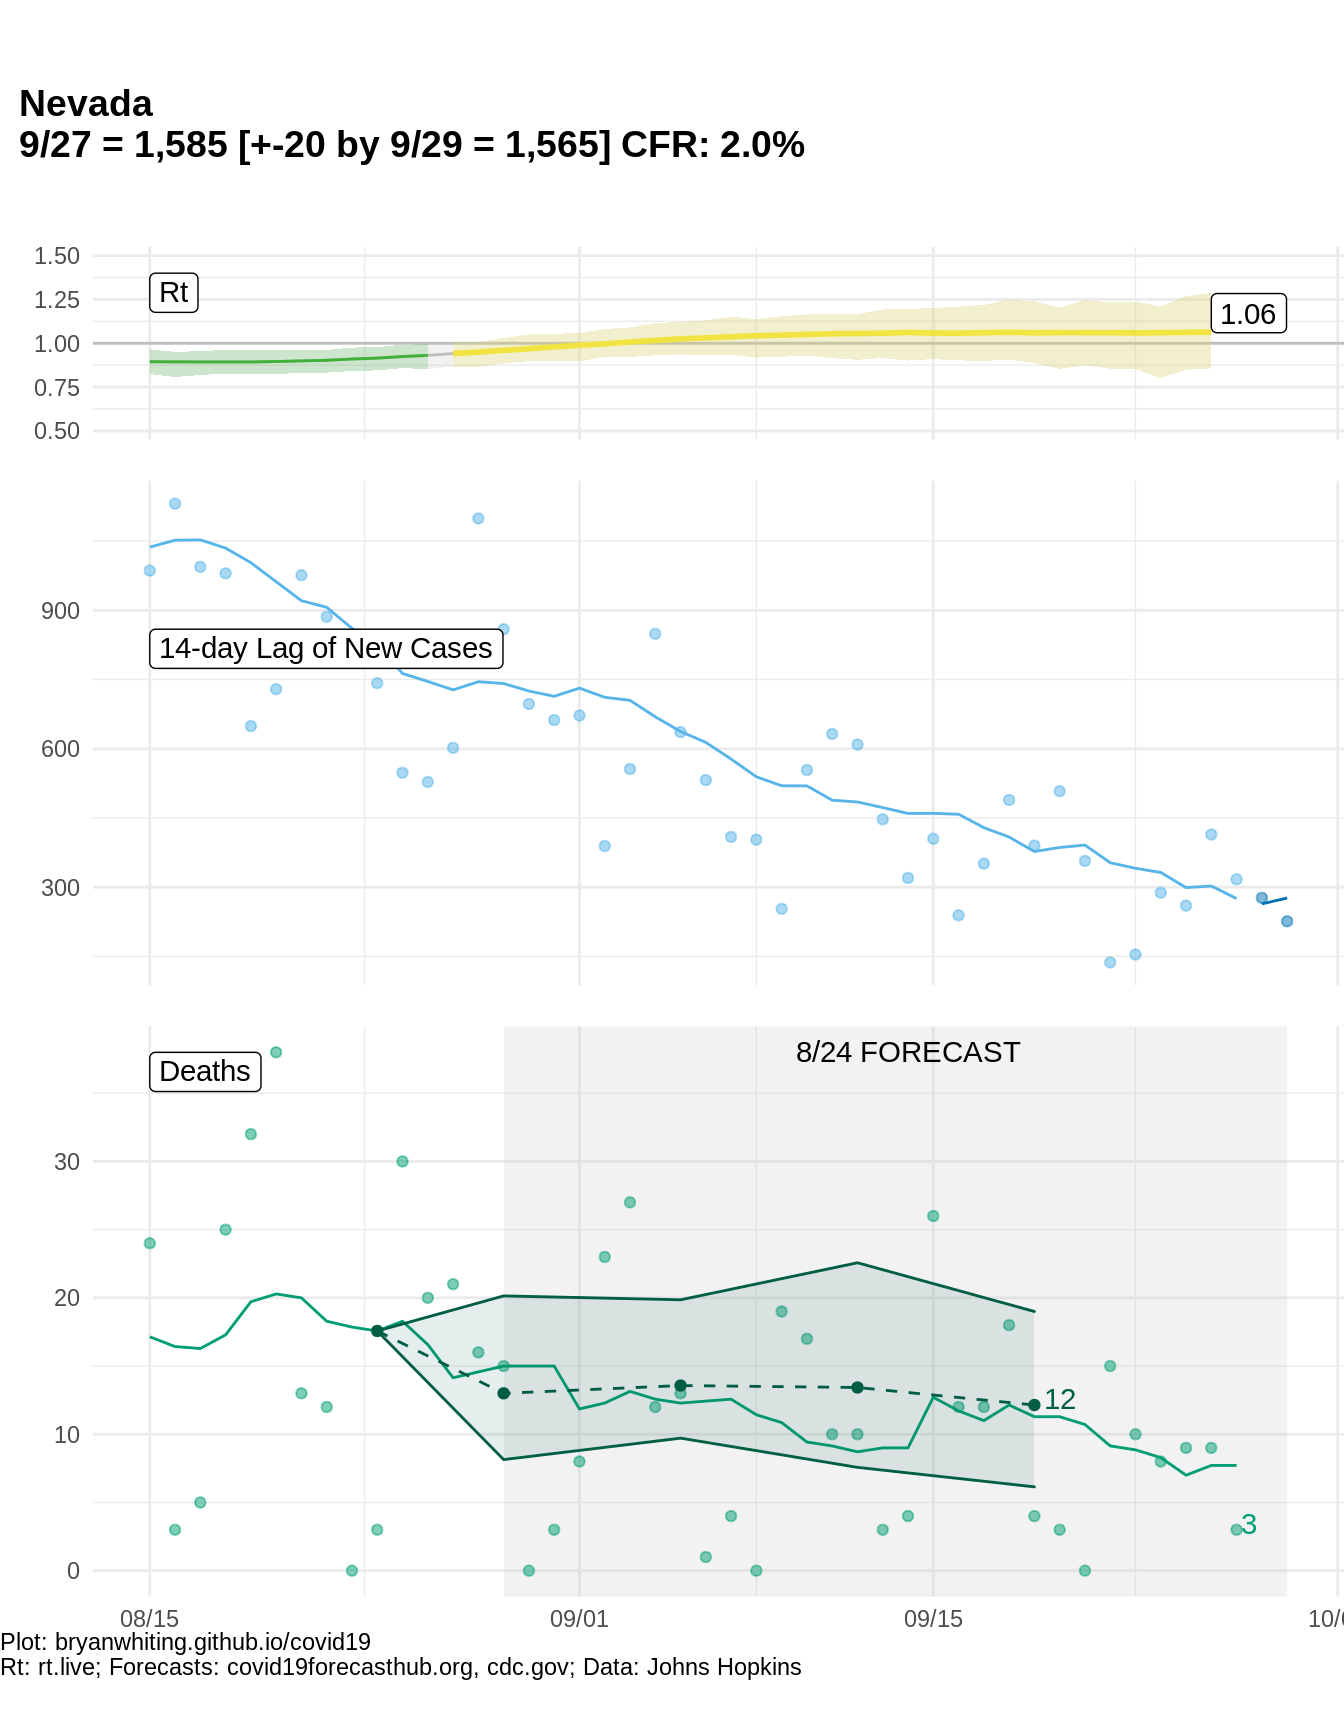 Nevada
9/27 = 1,585 [+-20 by 9/29 = 1,565] CFR: 2.0%
1.50
1.25
1.00
0.75
0.50
Rt
1.06
900
600
300
14-day Lag of New Cases
30
20
10
0
Deaths
8/24 FORECAST
12
3
08/15
09/01
09/15
Plot: bryanwhiting.github.io/covid19
Rt: rt.live; Forecasts: covid19forecasthub.org, cdc.gov; Data: Johns Hopkins